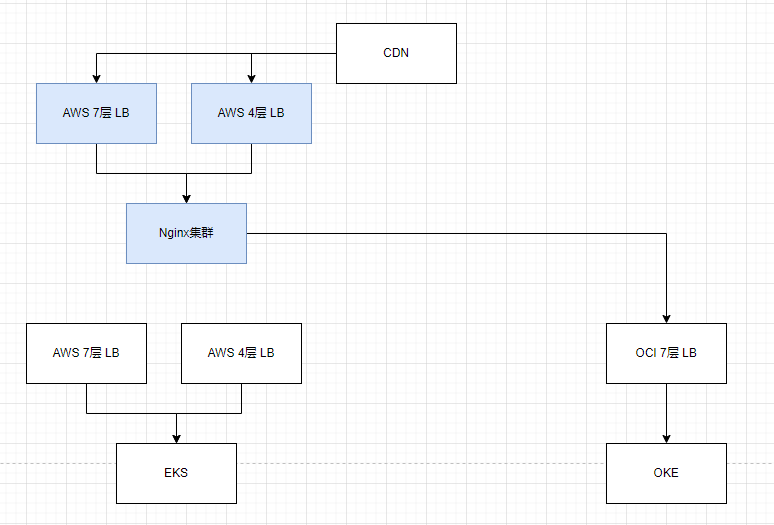 CDN
AWS 7层 LB
AWS 4层 LB
Nginx集群
AWS 7层 LB
AWS 4层 LB
OCI 7层 LB
EKS
OKE